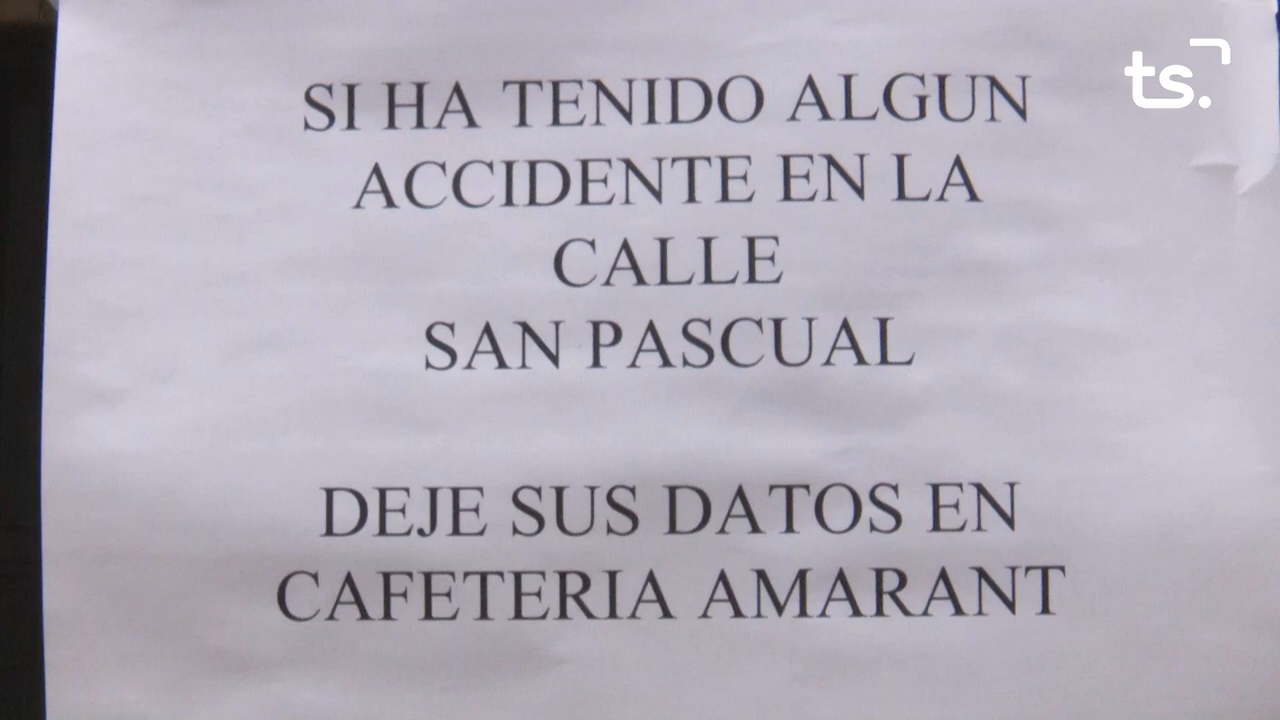 ts.
SI HA TENIDO ALGUN
ACCIDENTE EN LA
CALLE
SAN PASCUAL
DEJE SUS DATOS EN
CAFETERIA AMARANT